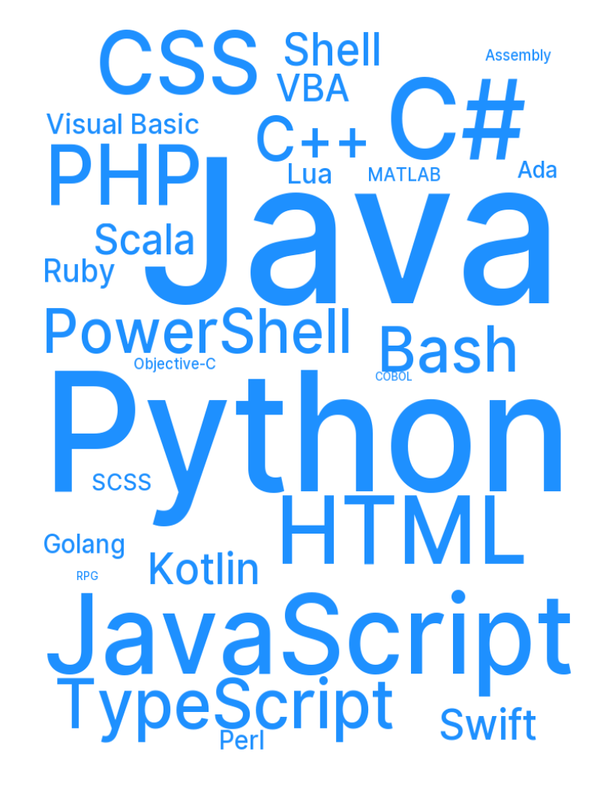 CSS
Shell
Assembly
VBA
C#
Visual Basic
C++
PHP
Lua
MATLAB
Ada
Java
Scala
Ruby
PowerShell
Bash
Objective-C
COBOL
Python
SCSS
HTML
Golang
Kotlin
RPG
JavaScript
TypeScript
Swift
Perl